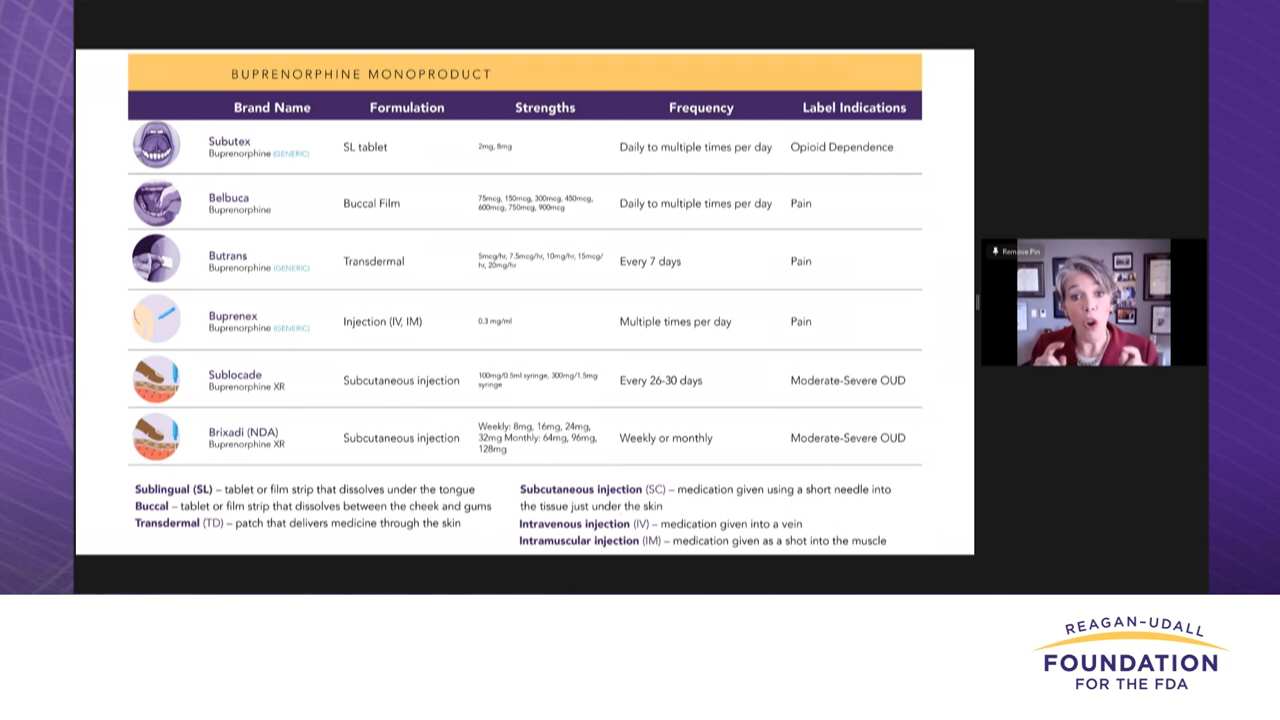 BUPRENORPHINE MONOPRODUCT
Brand Name Formulation Strengths Frequency Label Indications
Subutex
Buprenorphine (GENERIC)
SL tablet
2mg, 8mg
Daily to multiple times per day
Opioid Dependence
Belbuca
Buprenorphine
Buccal Film
75mcg, 150mcg, 300mcg, 450mcg,
600mcg, 750mcg, 900mcg
Daily to multiple times per day
Pain
Butrans
Buprenorphine (GENERIC)
Transdermal
5mcg/hr, 7.5mcg/hr, 10mg/hr, 15mcg/
hr, 20mg/hr
Every 7 days
Pain
Buprenex
Buprenorphine (GENERIC)
Injection (IV, IM)
0.3 mg/ml
Multiple times per day
Pain
Sublocade
Buprenorphine XR
Subcutaneous injection
100mg/0.5ml syringe, 300mg/1.5mg
syringe
Every 26-30 days
Moderate-Severe OUD
Brixadi (NDA)
Buprenorphine XR
Subcutaneous injection
Weekly: 8mg, 16mg, 24mg,
32mg Monthly: 64mg, 96mg,
128mg
Weekly or monthly
Moderate-Severe OUD
Sublingual (SL) – tablet or film strip that dissolves under the tongue
Buccal – tablet or film strip that dissolves between the cheek and gums
Transdermal (TD) – patch that delivers medicine through the skin
Subcutaneous injection (SC) – medication given using a short needle into
the tissue just under the skin
Intravenous injection (IV) – medication given into a vein
Intramuscular injection (IM) – medication given as a shot into the muscle
Remove Pin
REAGAN-UDALL
FOUNDATION
FOR THE FDA